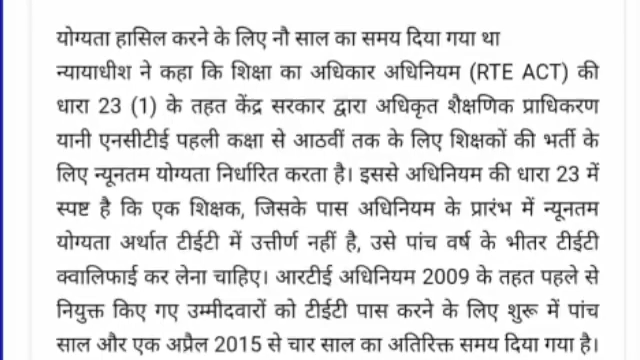 योग्यता हासिल करने के लिए नौ साल का समय दिया गया था
न्यायाधीश ने कहा कि शिक्षा का अधिकार अधिनियम (RTE ACT) की
धारा 23 (1) के तहत केंद्र सरकार द्वारा अधिकृत शैक्षणिक प्राधिकरण
यानी एनसीटीई पहली कक्षा से आठवीं तक के लिए शिक्षकों की भर्ती के
लिए न्यूनतम योग्यता निर्धारित करता है। इससे अधिनियम की धारा 23 में
स्पष्ट है कि एक शिक्षक, जिसके पास अधिनियम के प्रारंभ में न्यूनतम
योग्यता अर्थात टीईटी में उत्तीर्ण नहीं है, उसे पांच वर्ष के भीतर टीईटी
क्वालिफाई कर लेना चाहिए। आरटीई अधिनियम 2009 के तहत पहले से
नियुक्त किए गए उम्मीदवारों को टीईटी पास करने के लिए शुरू में पांच
साल और एक अप्रैल 2015 से चार साल का अतिरिक्त समय दिया गया है।